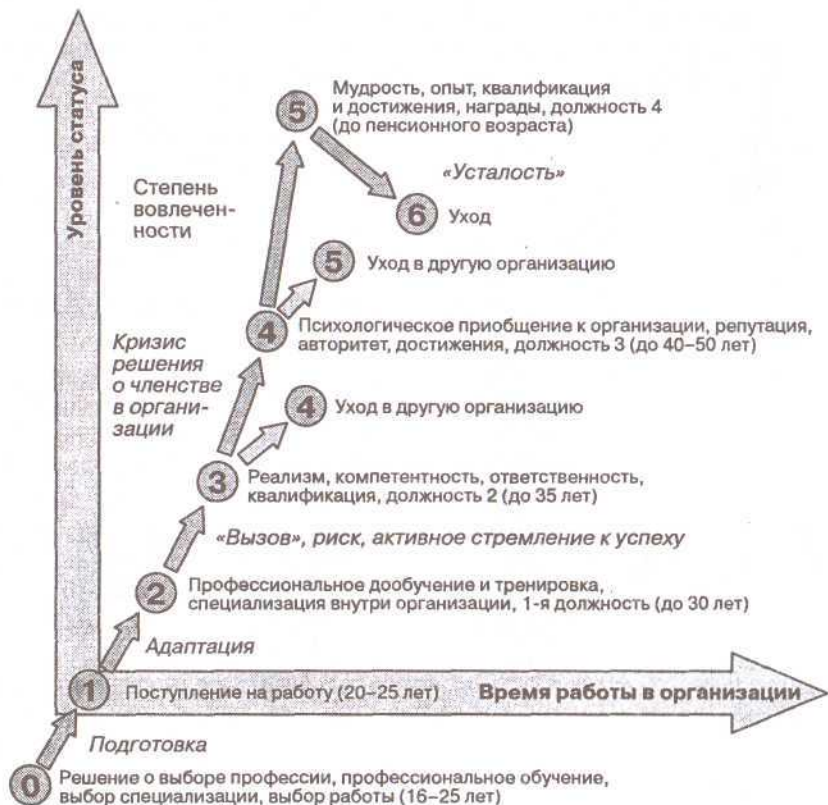 Уровень статуса
5
Мудрость, опыт, квалификация
и достижения, награды, должность 4
(до пенсионного возраста)
«Усталость»
Степень
вовлечен-
ности
6
Уход
5
Уход в другую организацию
4
Психологическое приобщение к организации, репутация,
авторитет, достижения, должность 3 (до 40–50 лет)
Кризис
решения
о членстве
в органи-
зации
4
Уход в другую организацию
3
Реализм, компетентность, ответственность,
квалификация, должность 2 (до 35 лет)
«Вызов», риск, активное стремление к успеху
2
Профессиональное дообучение и тренировка,
специализация внутри организации, 1-я должность (до 30 лет)
Адаптация
1
Поступление на работу (20–25 лет)
Время работы в организации
Подготовка
0
Решение о выборе профессии, профессиональное обучение,
выбор специализации, выбор работы (16–25 лет)